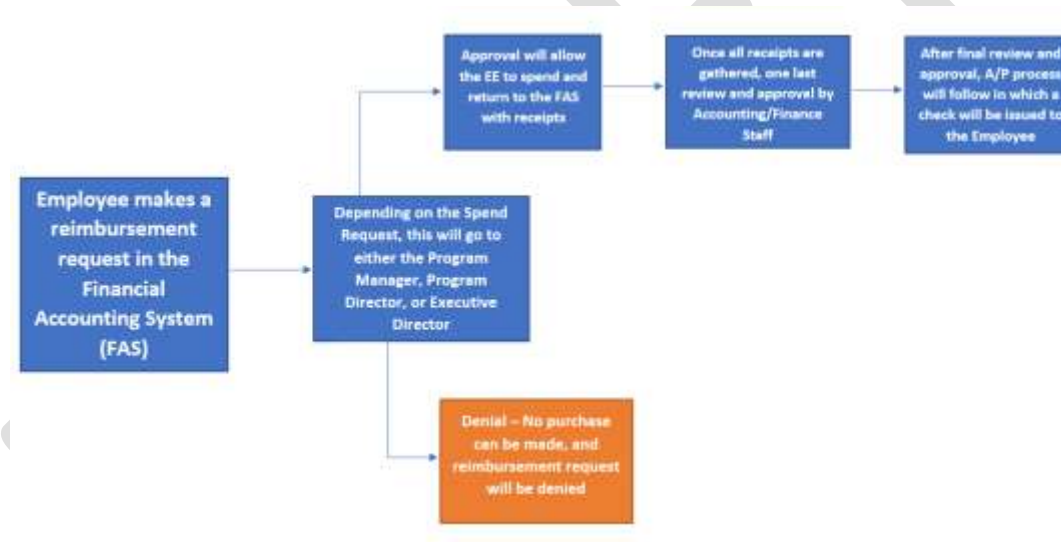 Employee makes a
reimbursement
request in the
Financial
Accounting System
(FAS)
Depending on the Spend
Request, this will go to
either the Program
Manager, Program
Director, or Executive
Director
Approval will allow
the EE to spend and
return to the FAS
with receipts
Once all receipts are
gathered, one last
review and approval by
Accounting/Finance
Staff
After final review and
approval, A/P process
will follow in which a
check will be issued to
the Employee
Denial – No purchase
can be made, and
reimbursement request
will be denied